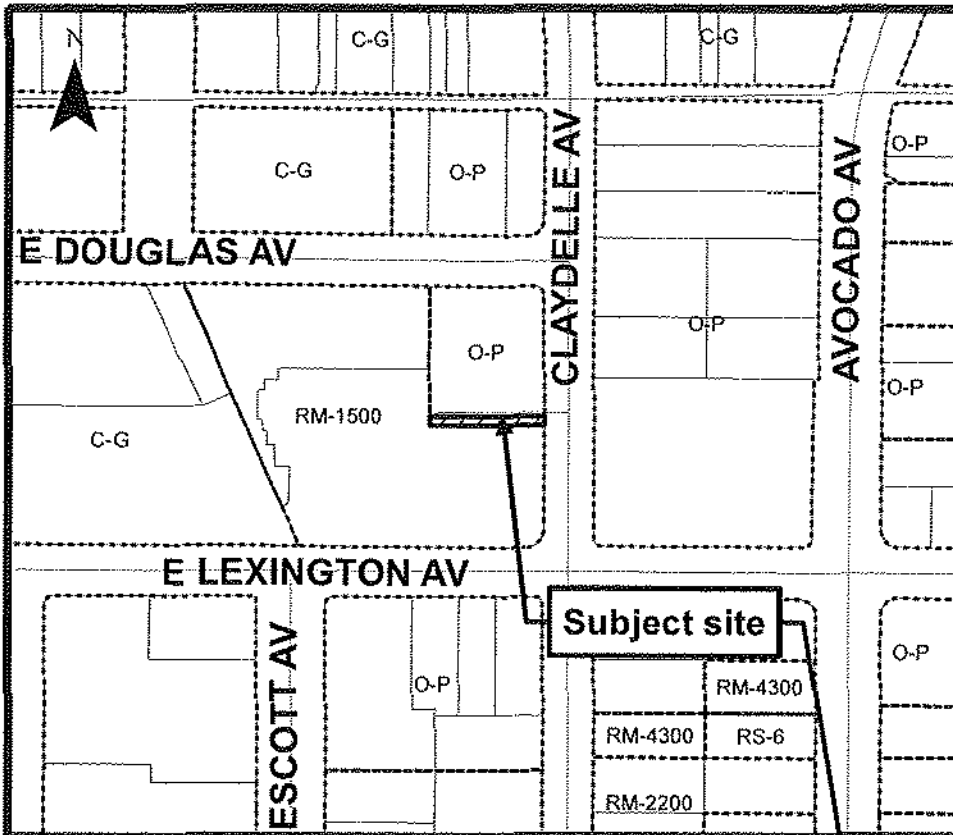 N
C-G
C-G
C-G
O-P
O-P
CLAYDELLE AV
AVOCADO AV
E DOUGLAS AV
O-P
O-P
O-P
RM-1500
C-G
E LEXINGTON AV
Subject site
ESCOTT AV
O-P
O-P
RM-4300
RM-4300
RS-6
RM-2200